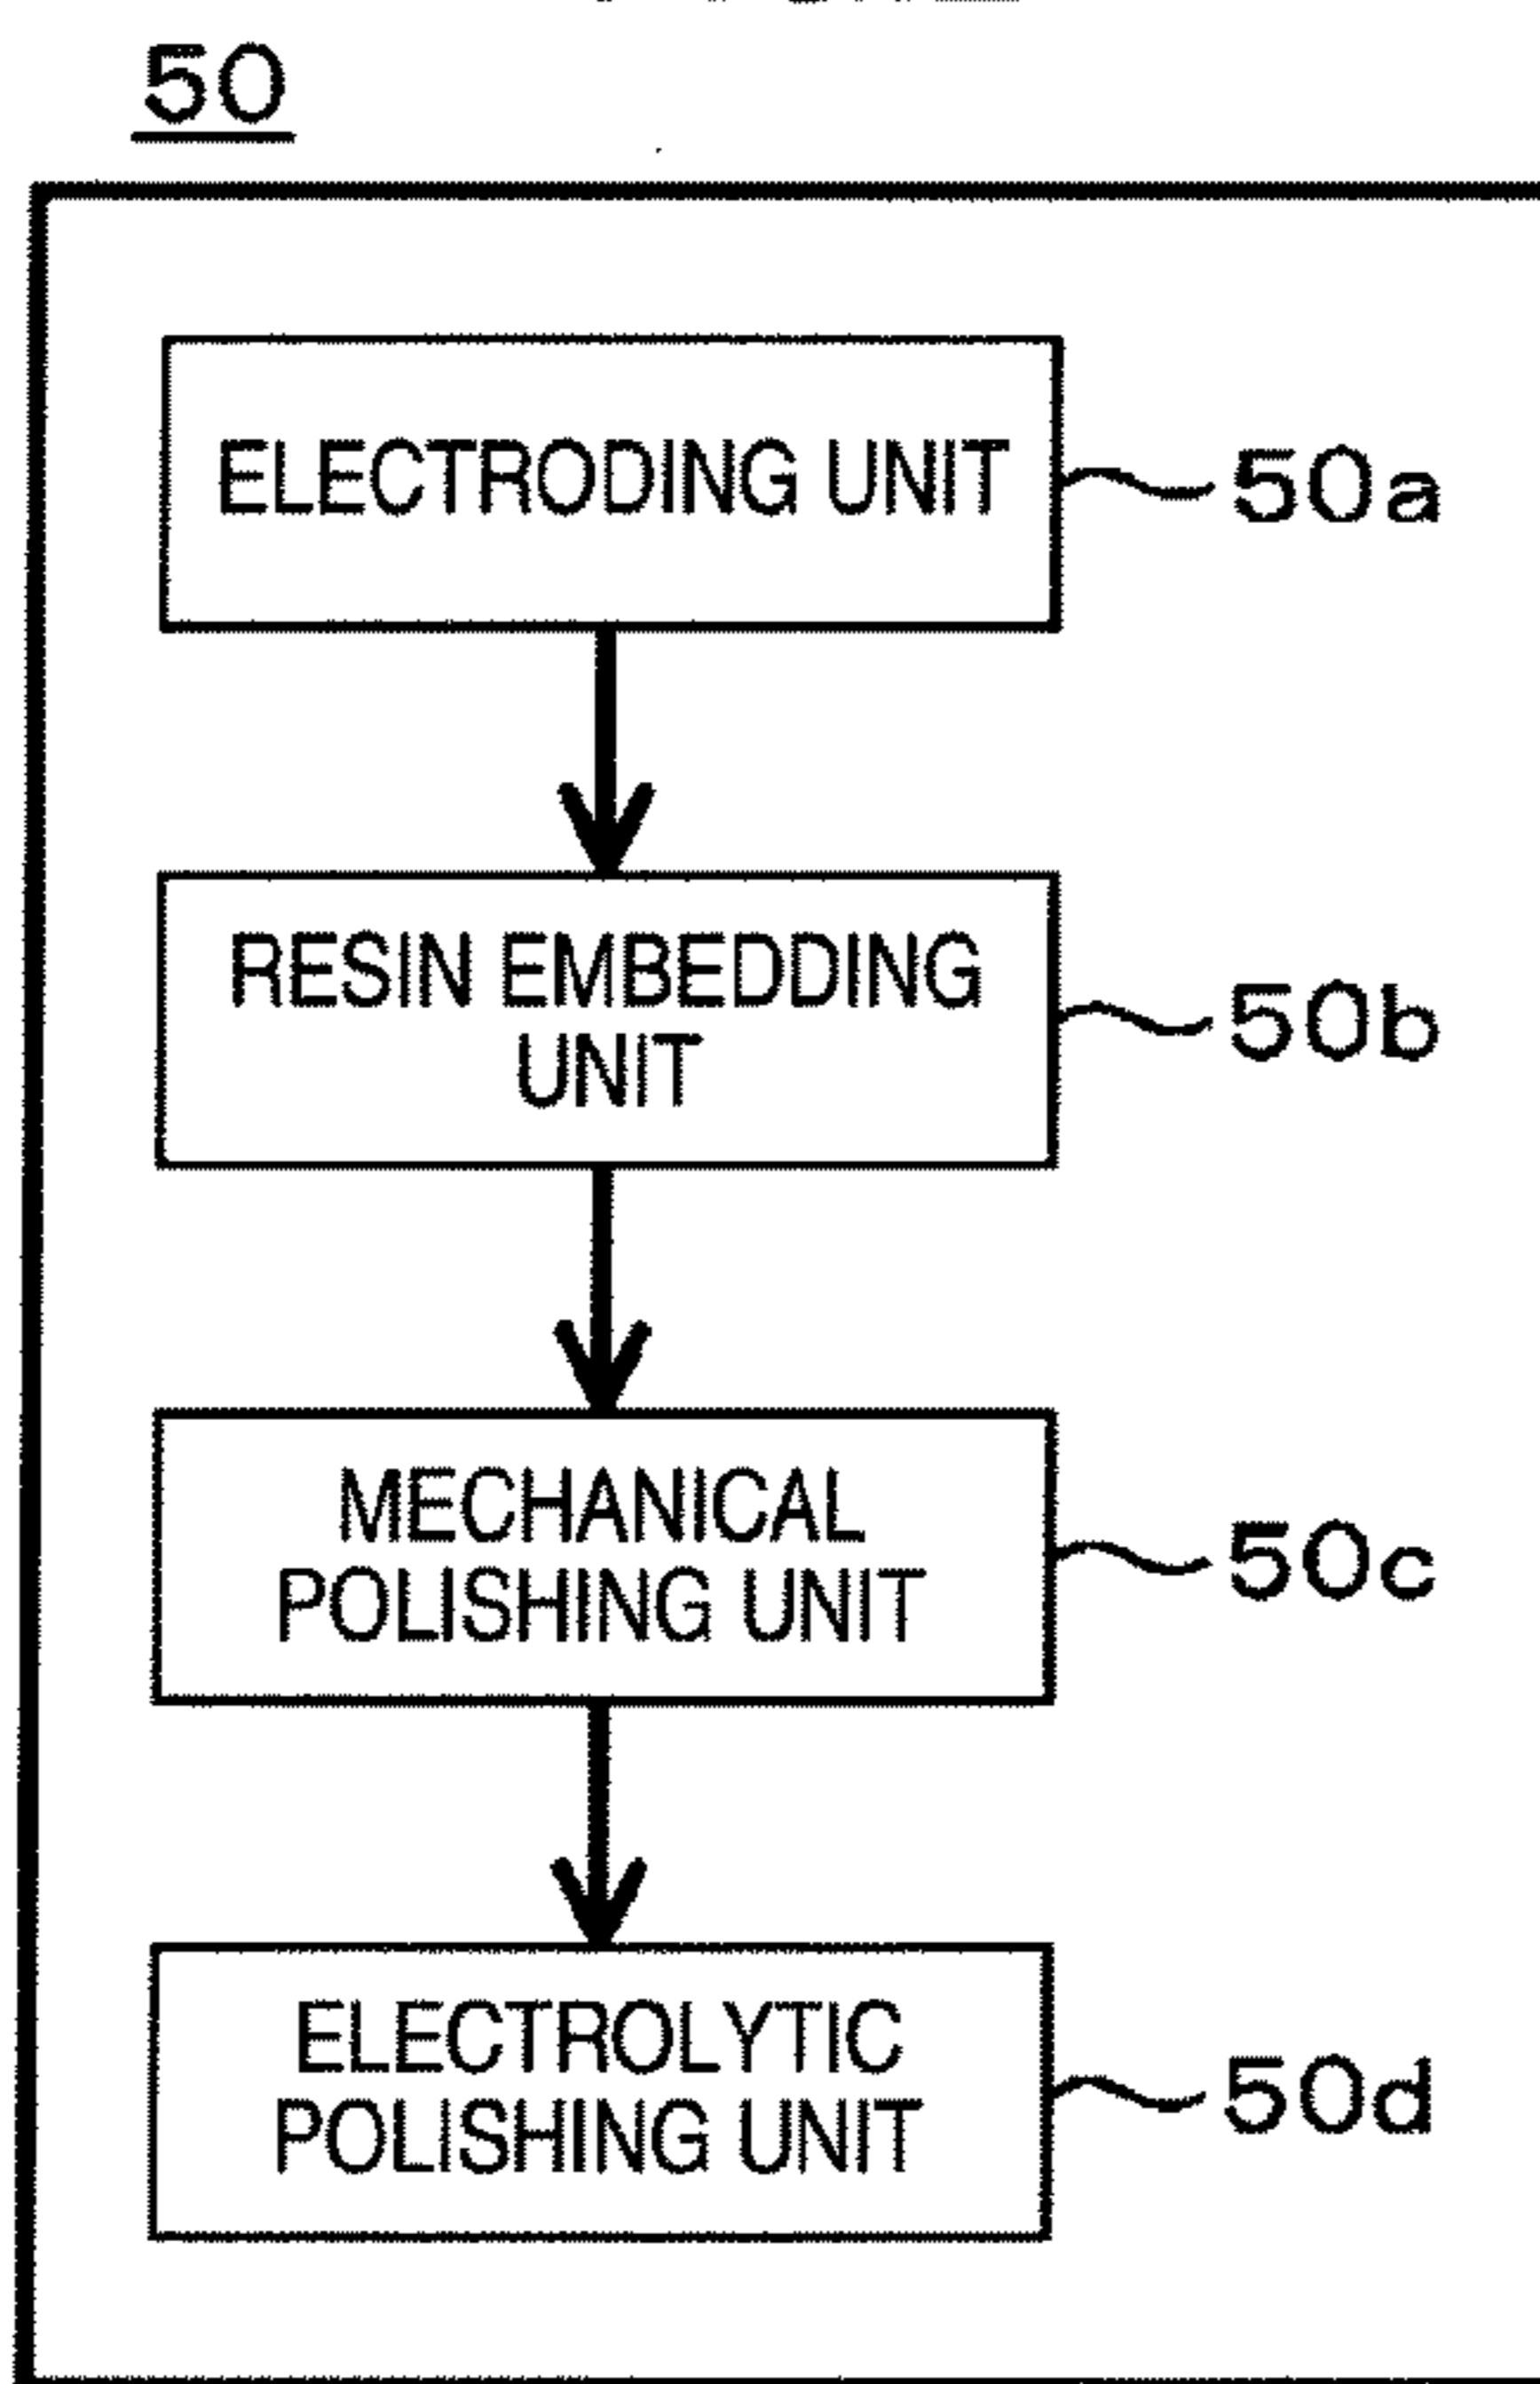 50
ELECTRODING UNIT
50a
RESIN EMBEDDING
UNIT
50b
MECHANICAL
POLISHING UNIT
50c
ELECTROLYTIC
POLISHING UNIT
50d